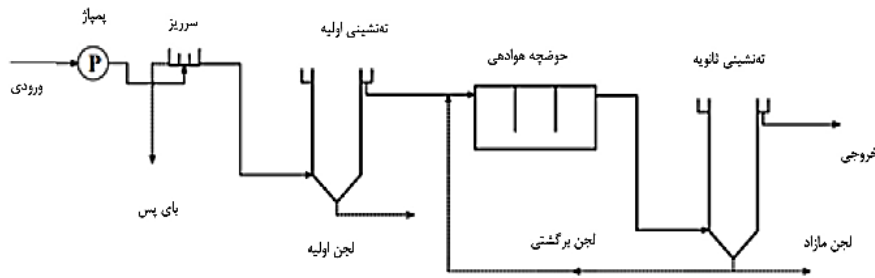 پمپاژ
سرریز
ته‌نشینی اولیه
حوضچه هوادهی
ته‌نشینی ثانویه
P
ورودی
خروجی
بای پس
لجن اولیه
لجن برگشتی
لجن مازاد